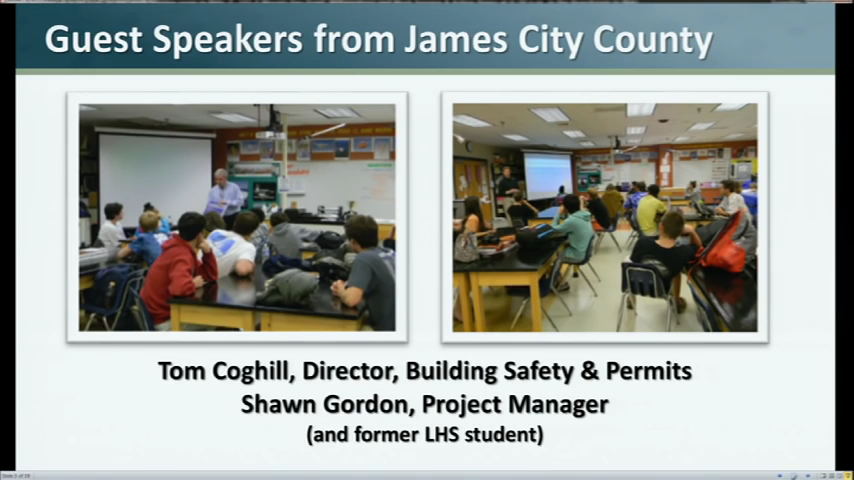 Guest Speakers from James City County
Tom Coghill, Director, Building Safety & Permits
Shawn Gordon, Project Manager
(and former LHS student)